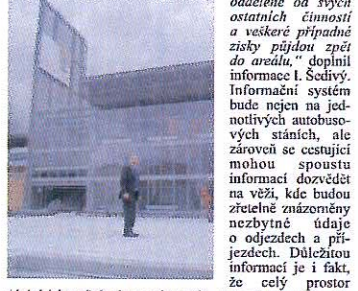 oddělené od svých
ostatních činností
a veškeré případné
zisky půjdou zpět
do areálu," doplnil
informace I. Šedivý.
Informační systém
bude nejen na jed-
notlivých autobuso-
vých stáních, ale
zároveň se cestující
mohou spoustu
informací dozvědět
na věži, kde budou
zřetelně znázorněny
nezbytné údaje
o odjezdech a pří-
jezdech. Důležitou
informací je i fakt,
že celý prostor